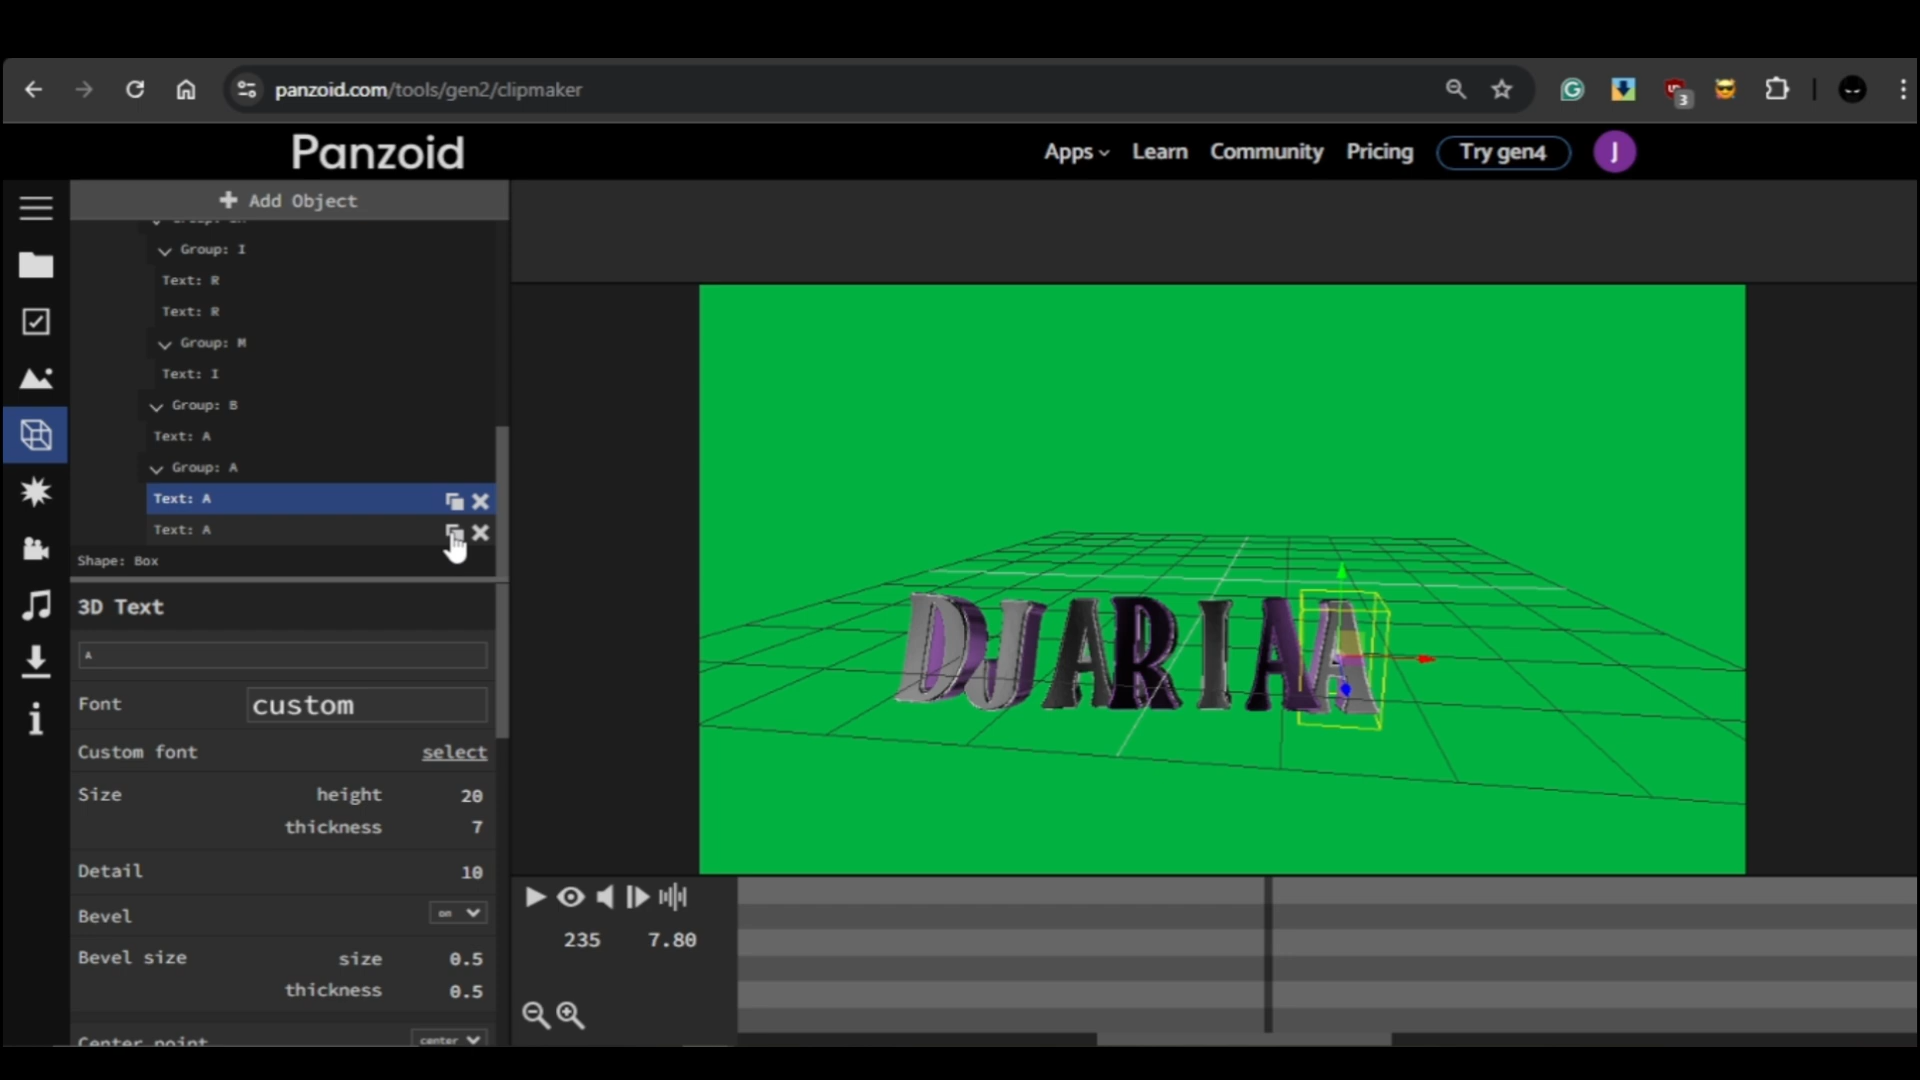 panzoid.com/tools/gen2/clipmaker
3
Panzoid
Apps Learn Community Pricing Try gen4 J
Add Object
Group: I
Text: R
Text: R
Group: M
Text: I
Group: B
Text: A
Group: A
Text: A
Text: A
Shape: Box
3D Text
A
Font custom
Custom font select
Size height 20
thickness 7
Detail 10
Bevel on
Bevel size size 0.5
thickness 0.5
Center point center
DJARIAA
235 7.80